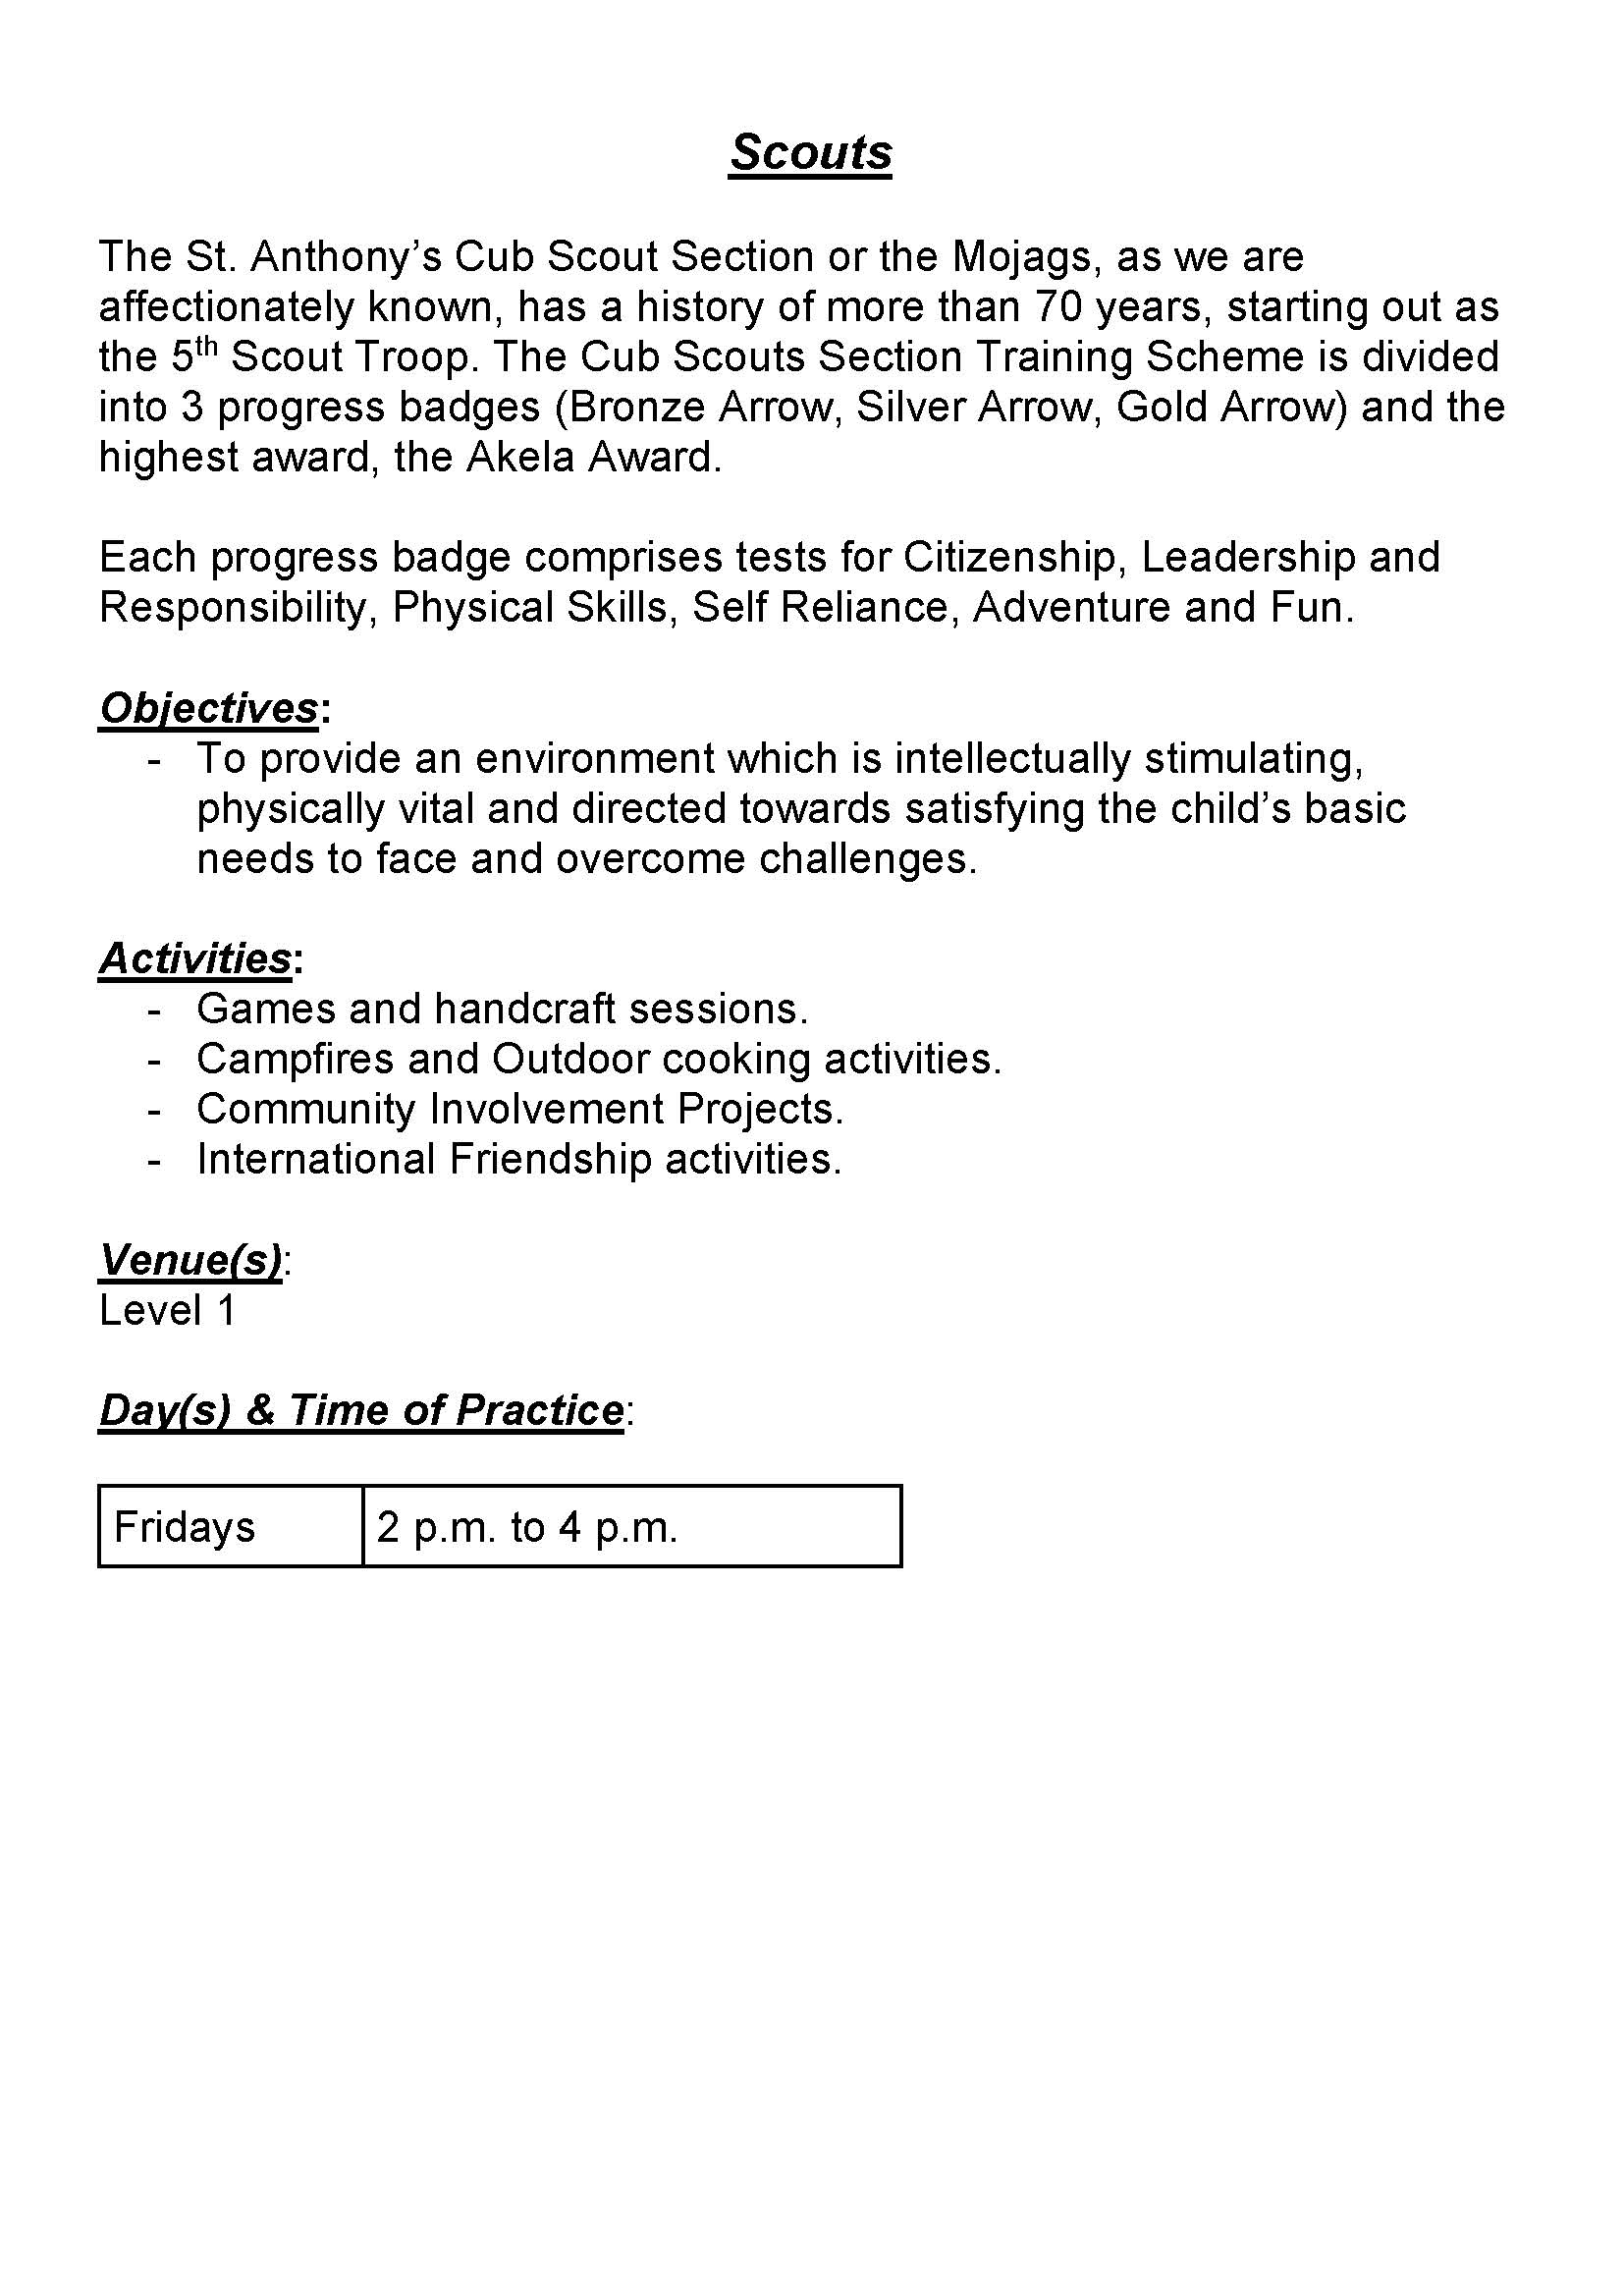 Scouts
The St. Anthony’s Cub Scout Section or the Mojags, as we are
affectionately known, has a history of more than 70 years, starting out as
the 5th Scout Troop. The Cub Scouts Section Training Scheme is divided
into 3 progress badges (Bronze Arrow, Silver Arrow, Gold Arrow) and the
highest award, the Akela Award.
Each progress badge comprises tests for Citizenship, Leadership and
Responsibility, Physical Skills, Self Reliance, Adventure and Fun.
Objectives:
- To provide an environment which is intellectually stimulating,
physically vital and directed towards satisfying the child’s basic
needs to face and overcome challenges.
Activities:
- Games and handcraft sessions.
- Campfires and Outdoor cooking activities.
- Community Involvement Projects.
- International Friendship activities.
Venue(s):
Level 1
Day(s) & Time of Practice:
Fridays 2 p.m. to 4 p.m.